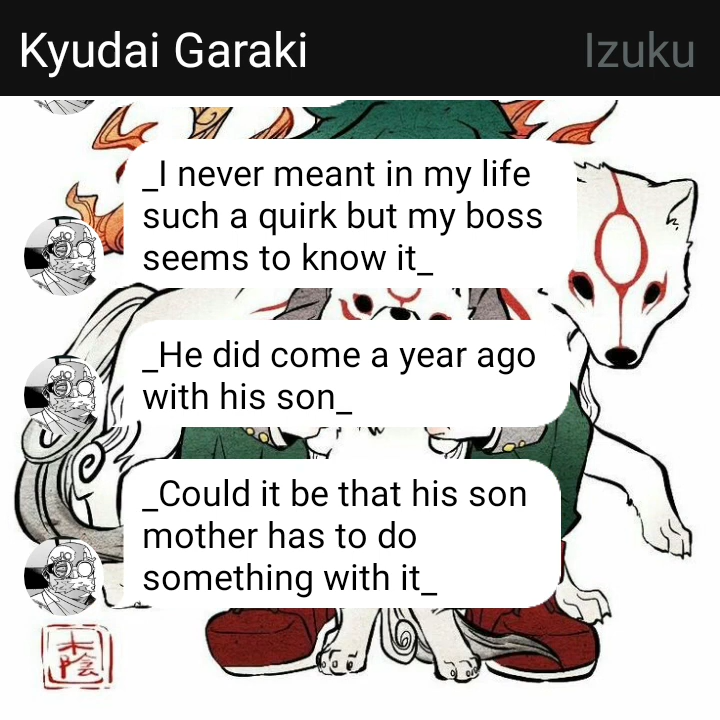 Kyudai Garaki
Izuku
_I never meant in my life
such a quirk but my boss
seems to know it_
_He did come a year ago
with his son_
_Could it be that his son
mother has to do
something with it_